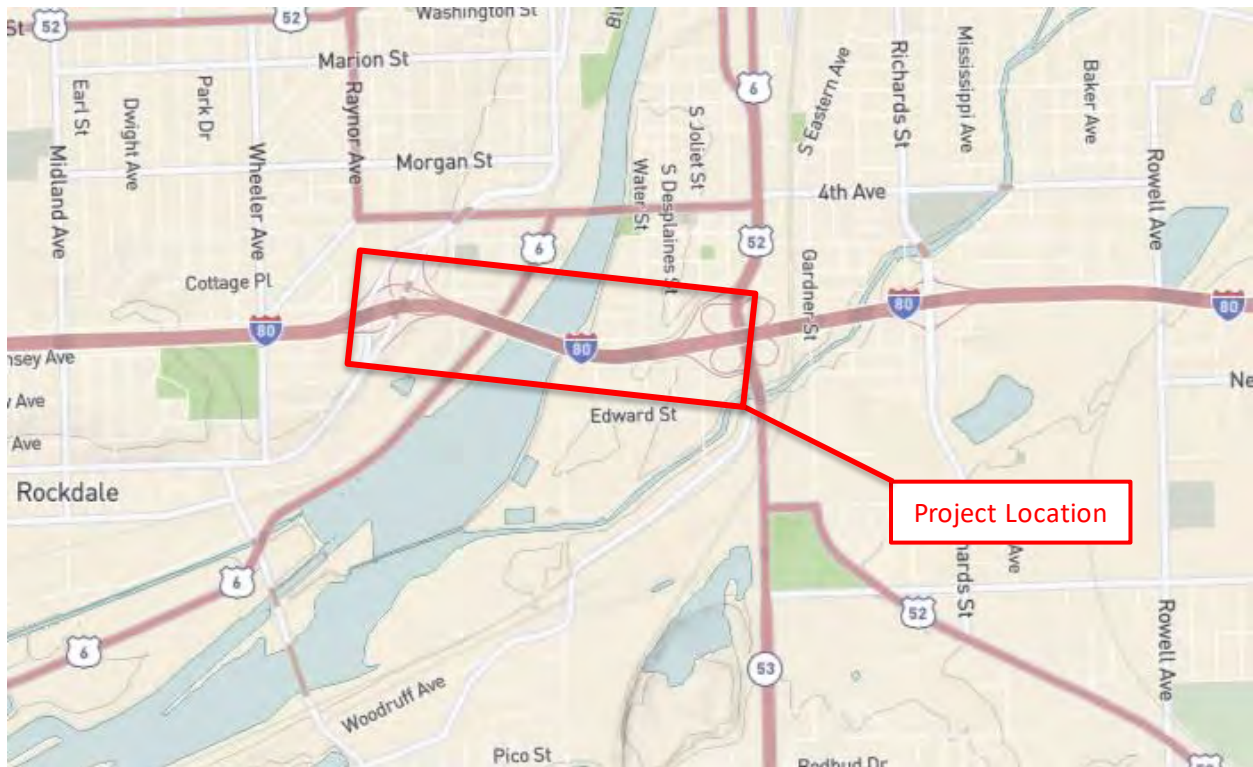 St
52
52
Washington St
Marion St
6
Earl St
Dwight Ave
Park Dr
Raynor Ave
S Eastern Ave
Richards St
Mississippi Ave
Baker Ave
Midland Ave
Wheeler Ave
Morgan St
S Joliet St
Water St
S Desplaines St
4th Ave
Rowell Ave
6
52
Cottage Pl
Gardner St
80
80
80
80
nsey Ave
Ave
Ave
Edward St
Ne
Rockdale
Project Location
hards St
Ave
6
52
6
53
Rowell Ave
Woodruff Ave
Pico St
Redbud Dr